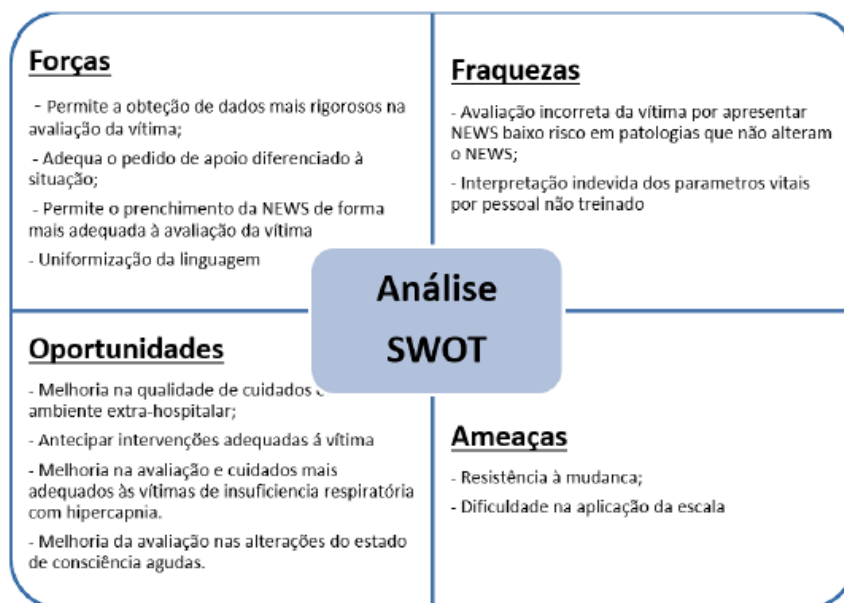 Forças
- Permite a obteção de dados mais rigorosos na
avaliação da vítima;
- Adequa o pedido de apoio diferenciado à
situação;
- Permite o prenchimento da NEWS de forma
mais adequada à avaliação da vítima
- Uniformização da linguagem
Fraquezas
- Avaliação incorreta da vítima por apresentar
NEWS baixo risco em patologias que não alteram
o NEWS;
- Interpretação indevida dos parametros vitais
por pessoal não treinado
Análise
SWOT
Oportunidades
- Melhoria na qualidade de cuidados
ambiente extra-hospitalar;
- Antecipar intervenções adequadas á vítima
- Melhoria na avaliação e cuidados mais
adequados às vítimas de insuficiencia respiratória
com hipercapnia.
- Melhoria da avaliação nas alterações do estado
de consciência agudas.
Ameaças
- Resistência à mudanca;
- Dificuldade na aplicação da escala